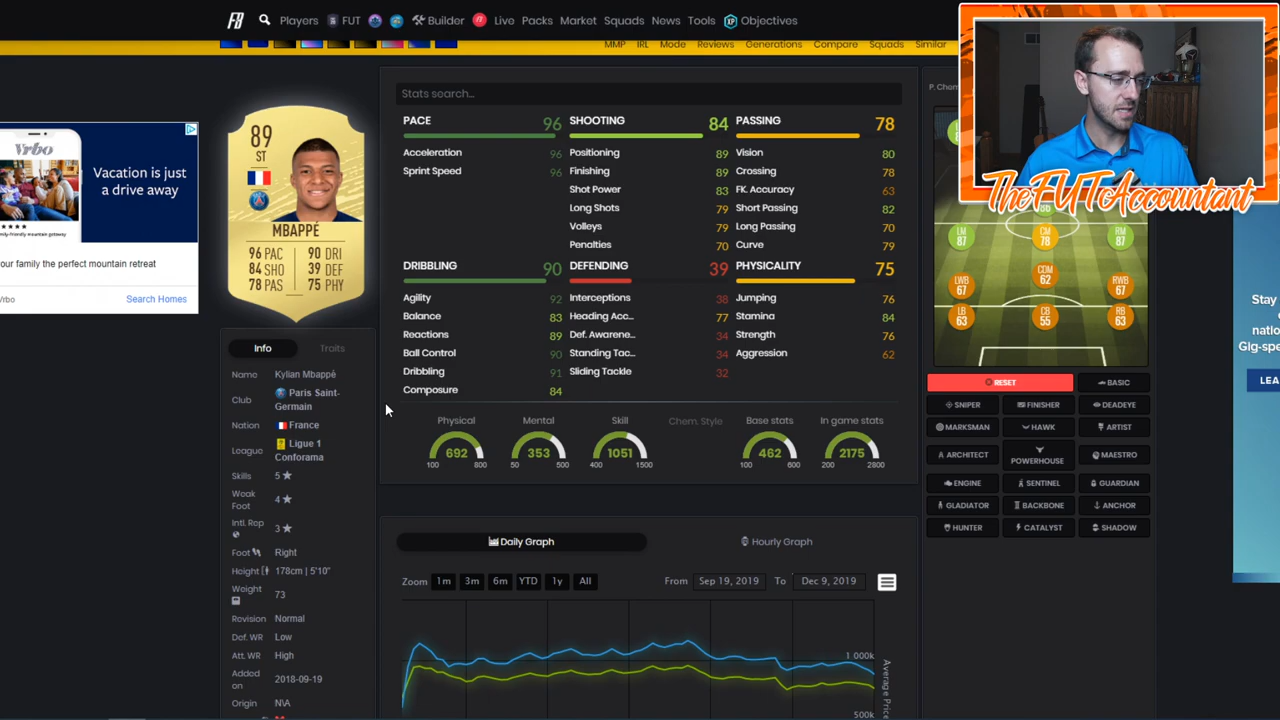 FB Players FUT Builder Live Packs Market Squads News Tools XP Objectives
MMP IRL Mode Reviews Generations Compare Squads Similar
P. Chem
TheFUTAccountant
Vrbo
Vacation is just
a drive away
your family the perfect mountain retreat
Vrbo
Search Homes
89
ST
MBAPPÉ
96 PAC 90 DRI
84 SHO 39 DEF
78 PAS 75 PHY
Stats search...
PACE 96
Acceleration 96
Sprint Speed 96
SHOOTING 84
Positioning 89
Finishing 89
Shot Power 83
Long Shots 79
Volleys 79
Penalties 70
PASSING 78
Vision 80
Crossing 78
FK. Accuracy 63
Short Passing 82
Long Passing 70
Curve 79
DRIBBLING 90
Agility 92
Balance 83
Reactions 89
Ball Control 90
Dribbling 91
Composure 84
DEFENDING 39
Interceptions 38
Heading Acc... 77
Def. Awarene... 34
Standing Tac... 34
Sliding Tackle 32
PHYSICALITY 75
Jumping 76
Stamina 84
Strength 76
Aggression 62
Physical Mental Skill Chem. Style Base stats In game stats
692 353 1051 462 2175
100 800 50 500 400 1500 100 600 200 2800
Info Traits
Name Kylian Mbappé
Club Paris Saint-
Germain
Nation France
League Ligue 1
Conforama
Skills 5
Weak
Foot 4
Intl. Rep 3
Foot Right
Height 178cm | 5'10"
Weight 73
Revision Normal
Def. WR Low
Att. WR High
Added
on 2018-09-19
Origin N\A
Daily Graph Hourly Graph
Zoom 1m 3m 6m YTD 1y All From Sep 19, 2019 To Dec 9, 2019
1 000k
500k
Average Price
LM
87
CM
78
RM
87
LWB
67
CDM
62
RWB
67
LB
63
CB
55
RB
63
RESET BASIC
SNIPER FINISHER DEADEYE
MARKSMAN HAWK ARTIST
ARCHITECT POWERHOUSE MAESTRO
ENGINE SENTINEL GUARDIAN
GLADIATOR BACKBONE ANCHOR
HUNTER CATALYST SHADOW
Stay
natio
Gig-spe
LEA